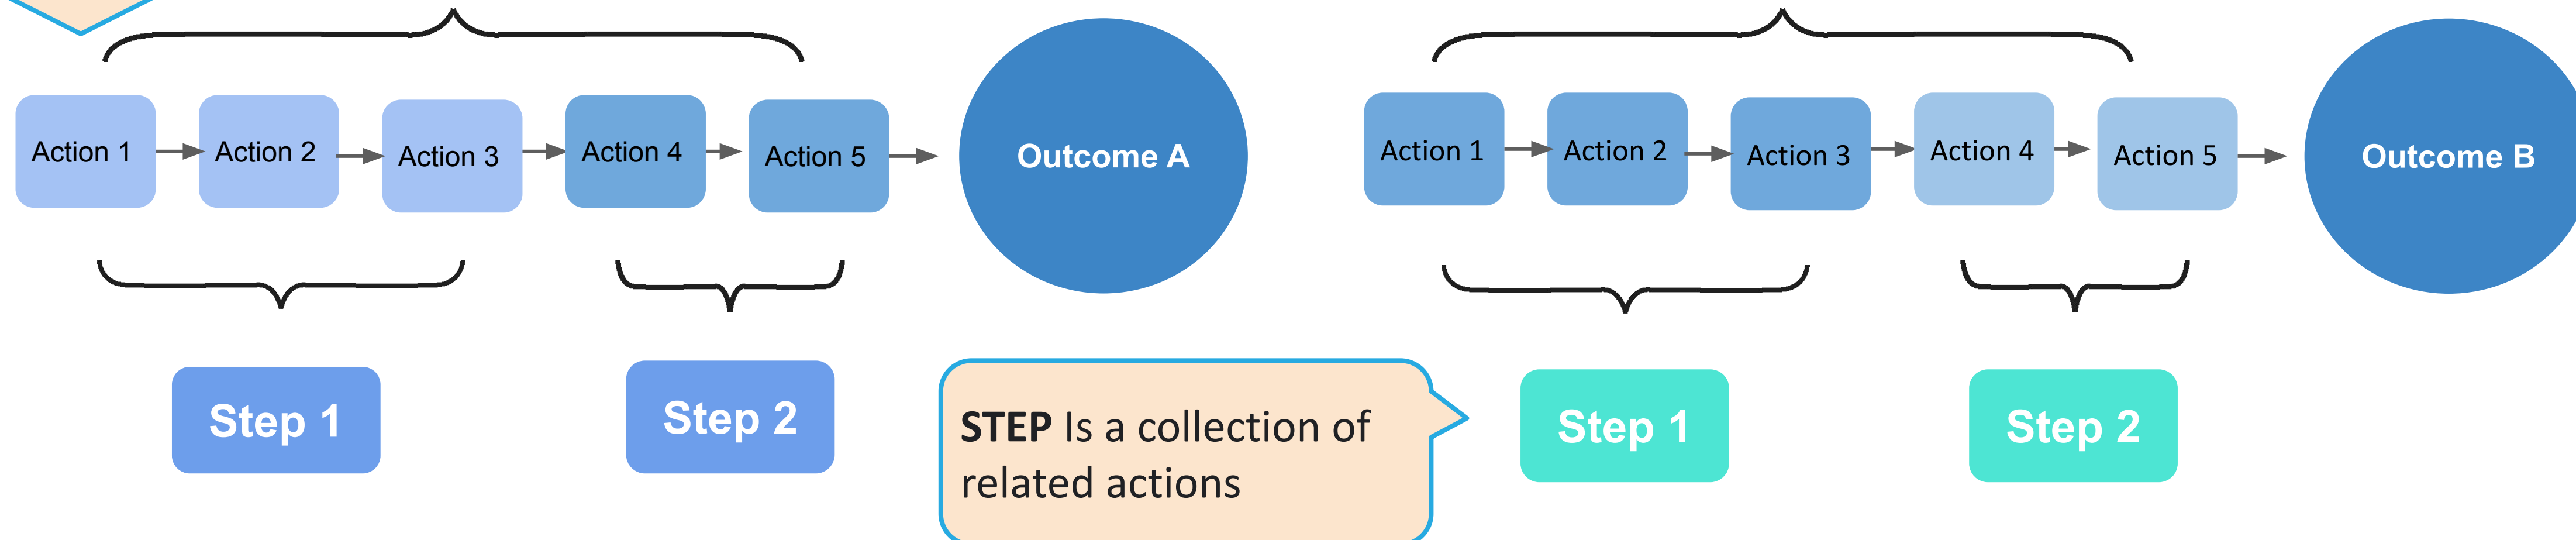 Action 1
Action 2
Action 3
Action 4
Action 5
Outcome A
Action 1
Action 2
Action 3
Action 4
Action 5
Outcome B
Step 1
Step 2
STEP Is a collection of
related actions
Step 1
Step 2